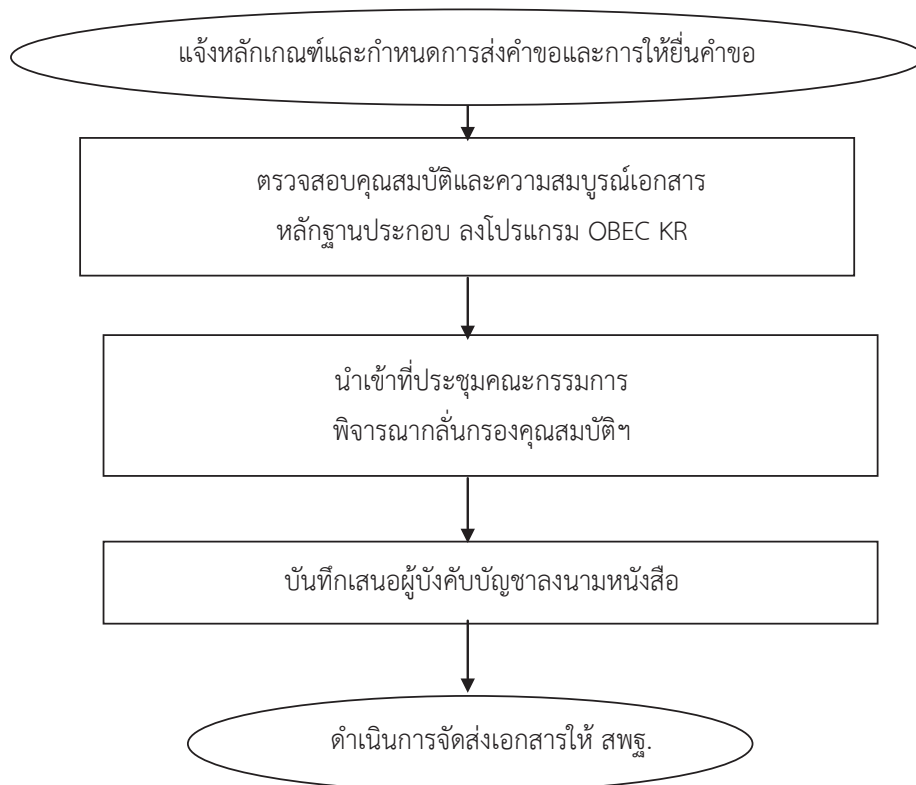 แจ้งหลักเกณฑ์และกำหนดการส่งคำขอและการให้ยื่นคำขอ
ตรวจสอบคุณสมบัติและความสมบูรณ์เอกสาร
หลักฐานประกอบ ลงโปรแกรม OBEC KR
นำเข้าที่ประชุมคณะกรรมการ
พิจารณากลั่นกรองคุณสมบัติฯ
บันทึกเสนอผู้บังคับบัญชาลงนามหนังสือ
ดำเนินการจัดส่งเอกสารให้ สพฐ.